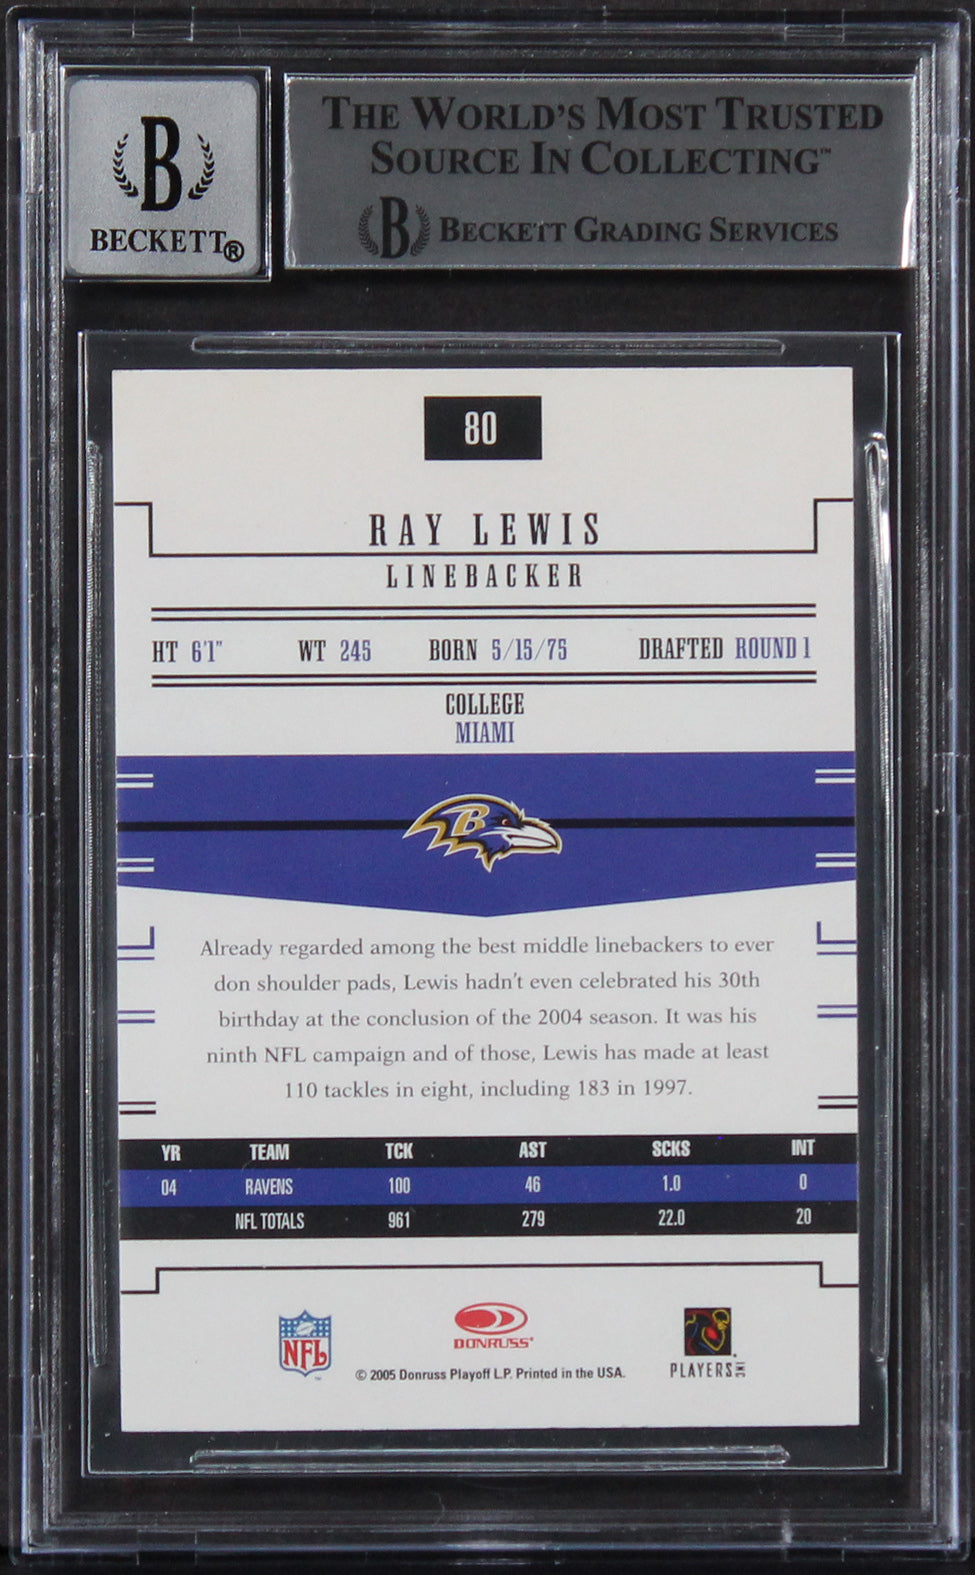 THE WORLD'S MOST TRUSTED
SOURCE IN COLLECTING™
B BECKETT GRADING SERVICES
B
BECKETT®
80
RAY LEWIS
LINEBACKER
HT 6'1" WT 245 BORN 5/15/75 DRAFTED ROUND 1
COLLEGE
MIAMI
B
Already regarded among the best middle linebackers to ever
don shoulder pads, Lewis hadn't even celebrated his 30th
birthday at the conclusion of the 2004 season. It was his
ninth NFL campaign and of those, Lewis has made at least
110 tackles in eight, including 183 in 1997.
YR TEAM TCK AST SCKS INT
04 RAVENS 100 46 1.0 0
NFL TOTALS 961 279 22.0 20
NFL
DONRUSS
PLAYERS INC
© 2005 Donruss Playoff L.P. Printed in the USA.